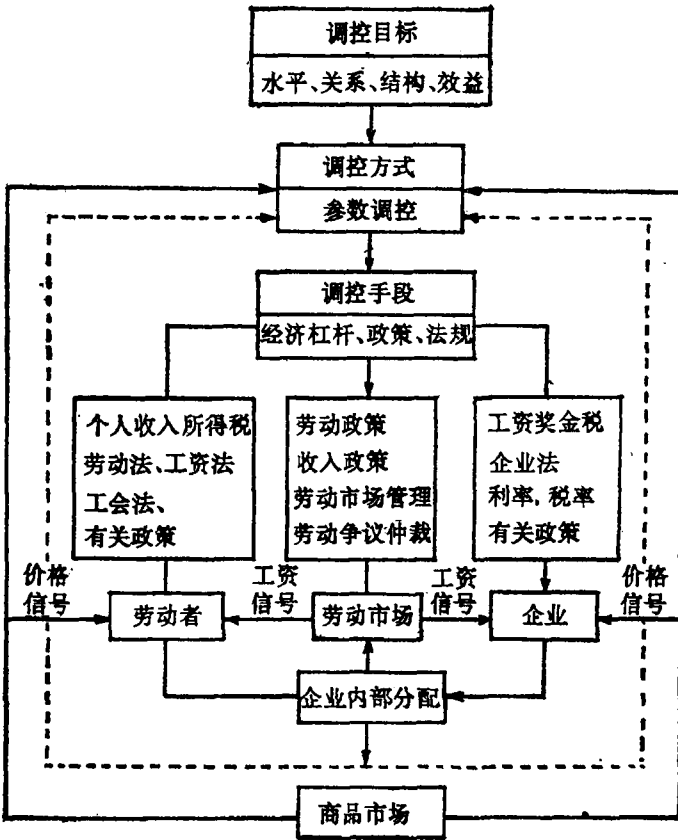 调控目标
水平、关系、结构、效益
调控方式
参数调控
调控手段
经济杠杆、政策、法规
个人收入所得税
劳动法、工资法
工会法、
有关政策
劳动政策
收入政策
劳动市场管理
劳动争议仲裁
工资奖金税
企业法
利率,税率
有关政策
价格
信号
劳动者
工资
信号
劳动市场
工资
信号
企业
价格
信号
企业内部分配
商品市场